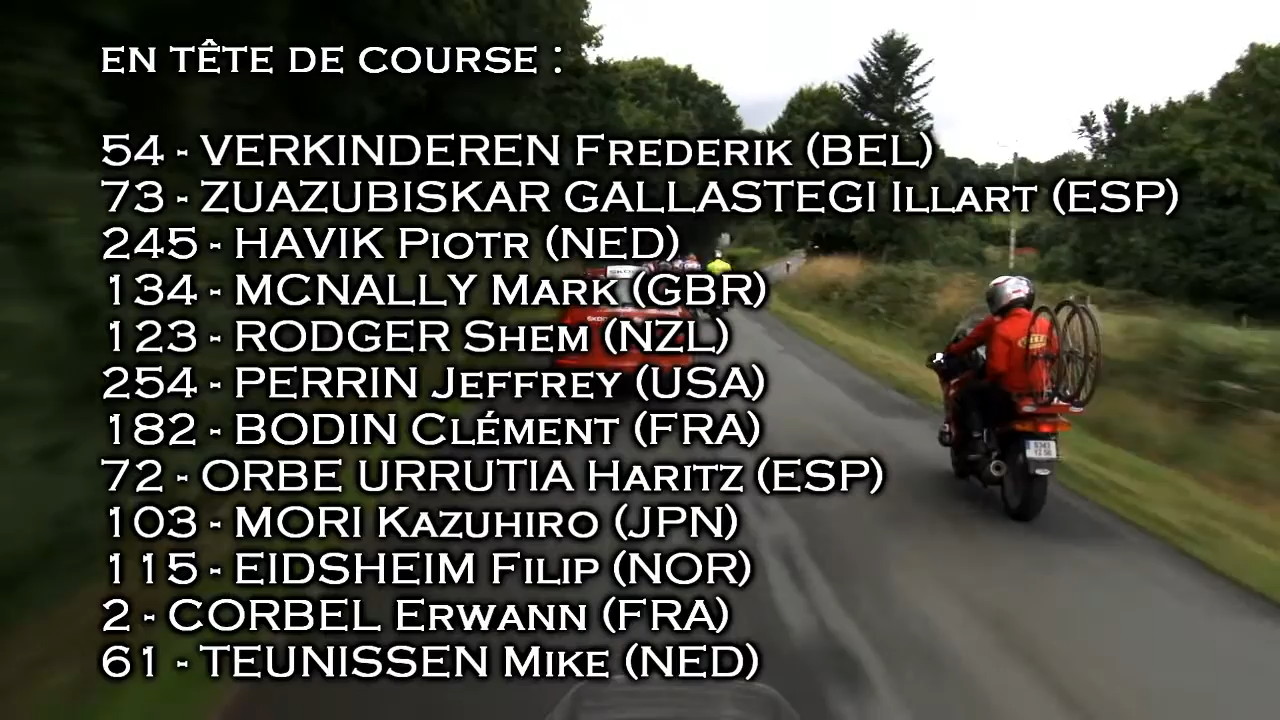 EN TÊTE DE COURSE :
54 - VERKINDEREN Frederik (BEL)
73 - ZUAZUBISKAR GALLASTEGI Illart (ESP)
245 - HAVIK Piotr (NED)
134 - MCNALLY Mark (GBR)
123 - RODGER Shem (NZL)
254 - PERRIN Jeffrey (USA)
182 - BODIN Clément (FRA)
72 - ORBE URRUTIA Haritz (ESP)
103 - MORI Kazuhiro (JPN)
115 - EIDSHEIM Filip (NOR)
2 - CORBEL Erwann (FRA)
61 - TEUNISSEN Mike (NED)